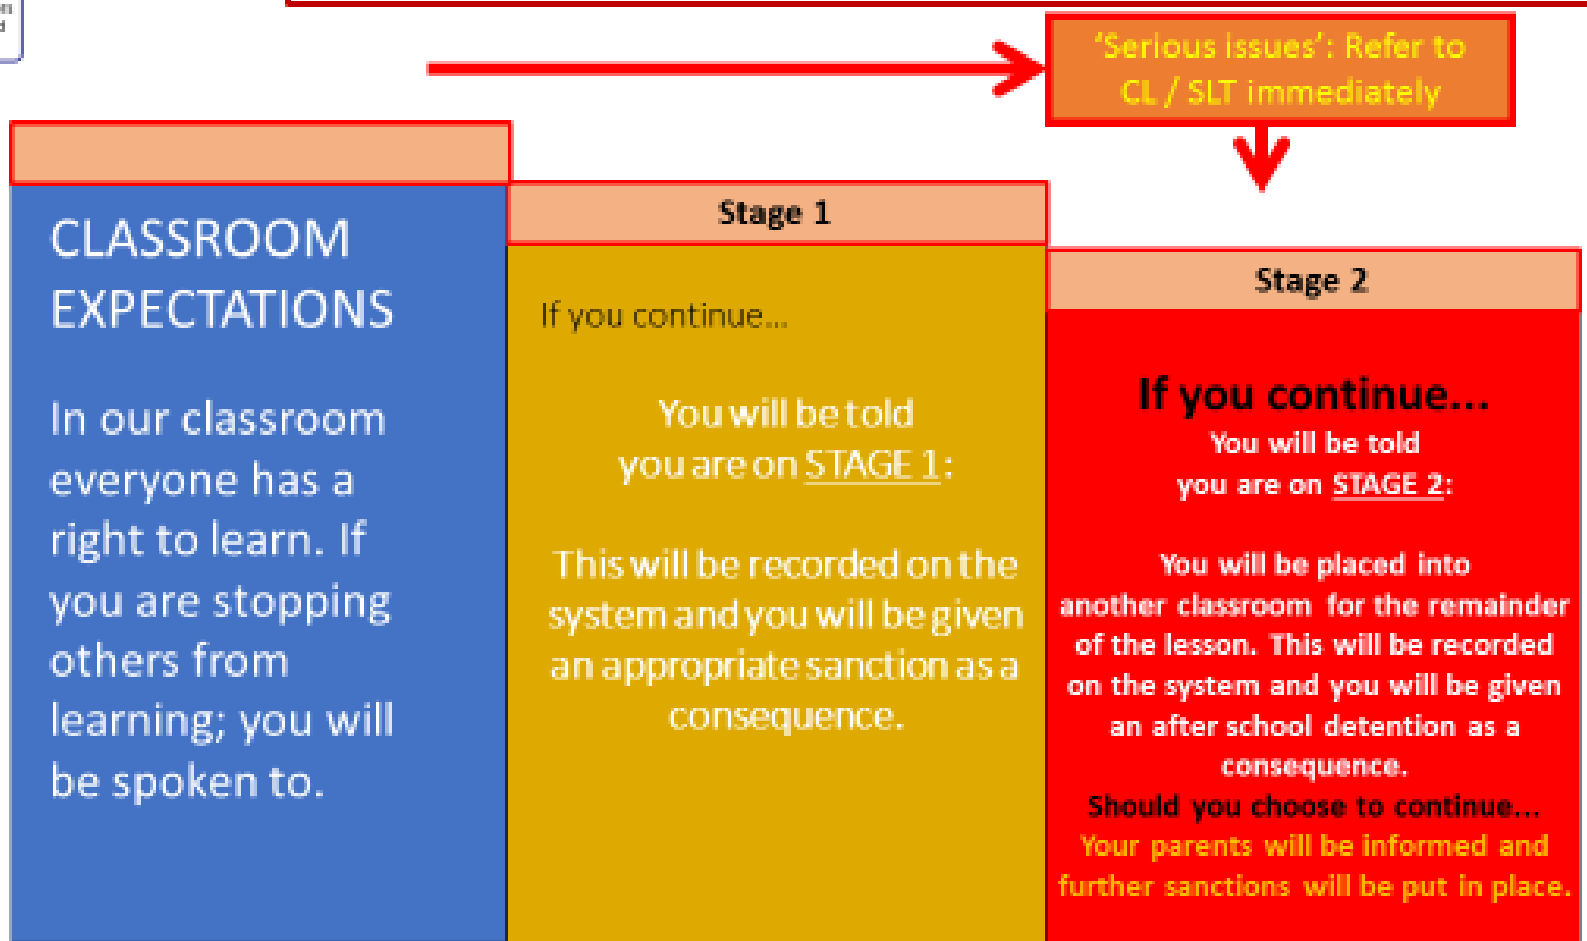 'Serious issues': Refer to
CL / SLT immediately
CLASSROOM
EXPECTATIONS
In our classroom
everyone has a
right to learn. If
you are stopping
others from
learning; you will
be spoken to.
Stage 1
If you continue...
You will be told
you are on STAGE 1:
This will be recorded on the
system and you will be given
an appropriate sanction as a
consequence.
Stage 2
If you continue...
You will be told
you are on STAGE 2:
You will be placed into
another classroom for the remainder
of the lesson. This will be recorded
on the system and you will be given
an after school detention as a
consequence.
Should you choose to continue...
Your parents will be informed and
further sanctions will be put in place.